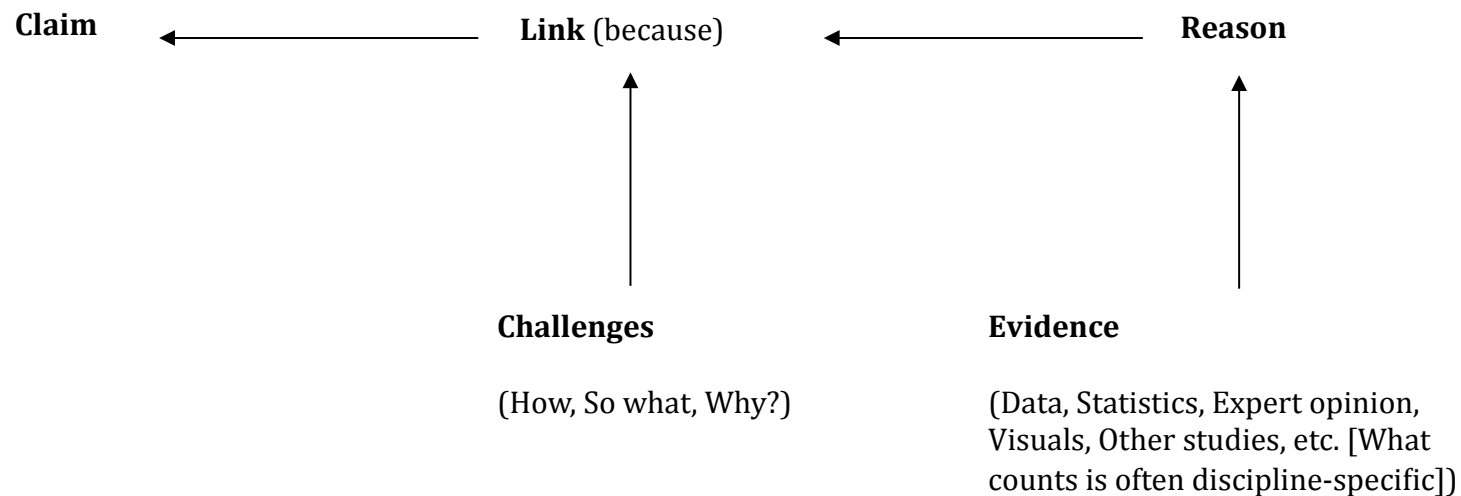 Claim
Link (because)
Reason
Challenges
(How, So what, Why?)
Evidence
(Data, Statistics, Expert opinion,
Visuals, Other studies, etc. [What
counts is often discipline-specific])